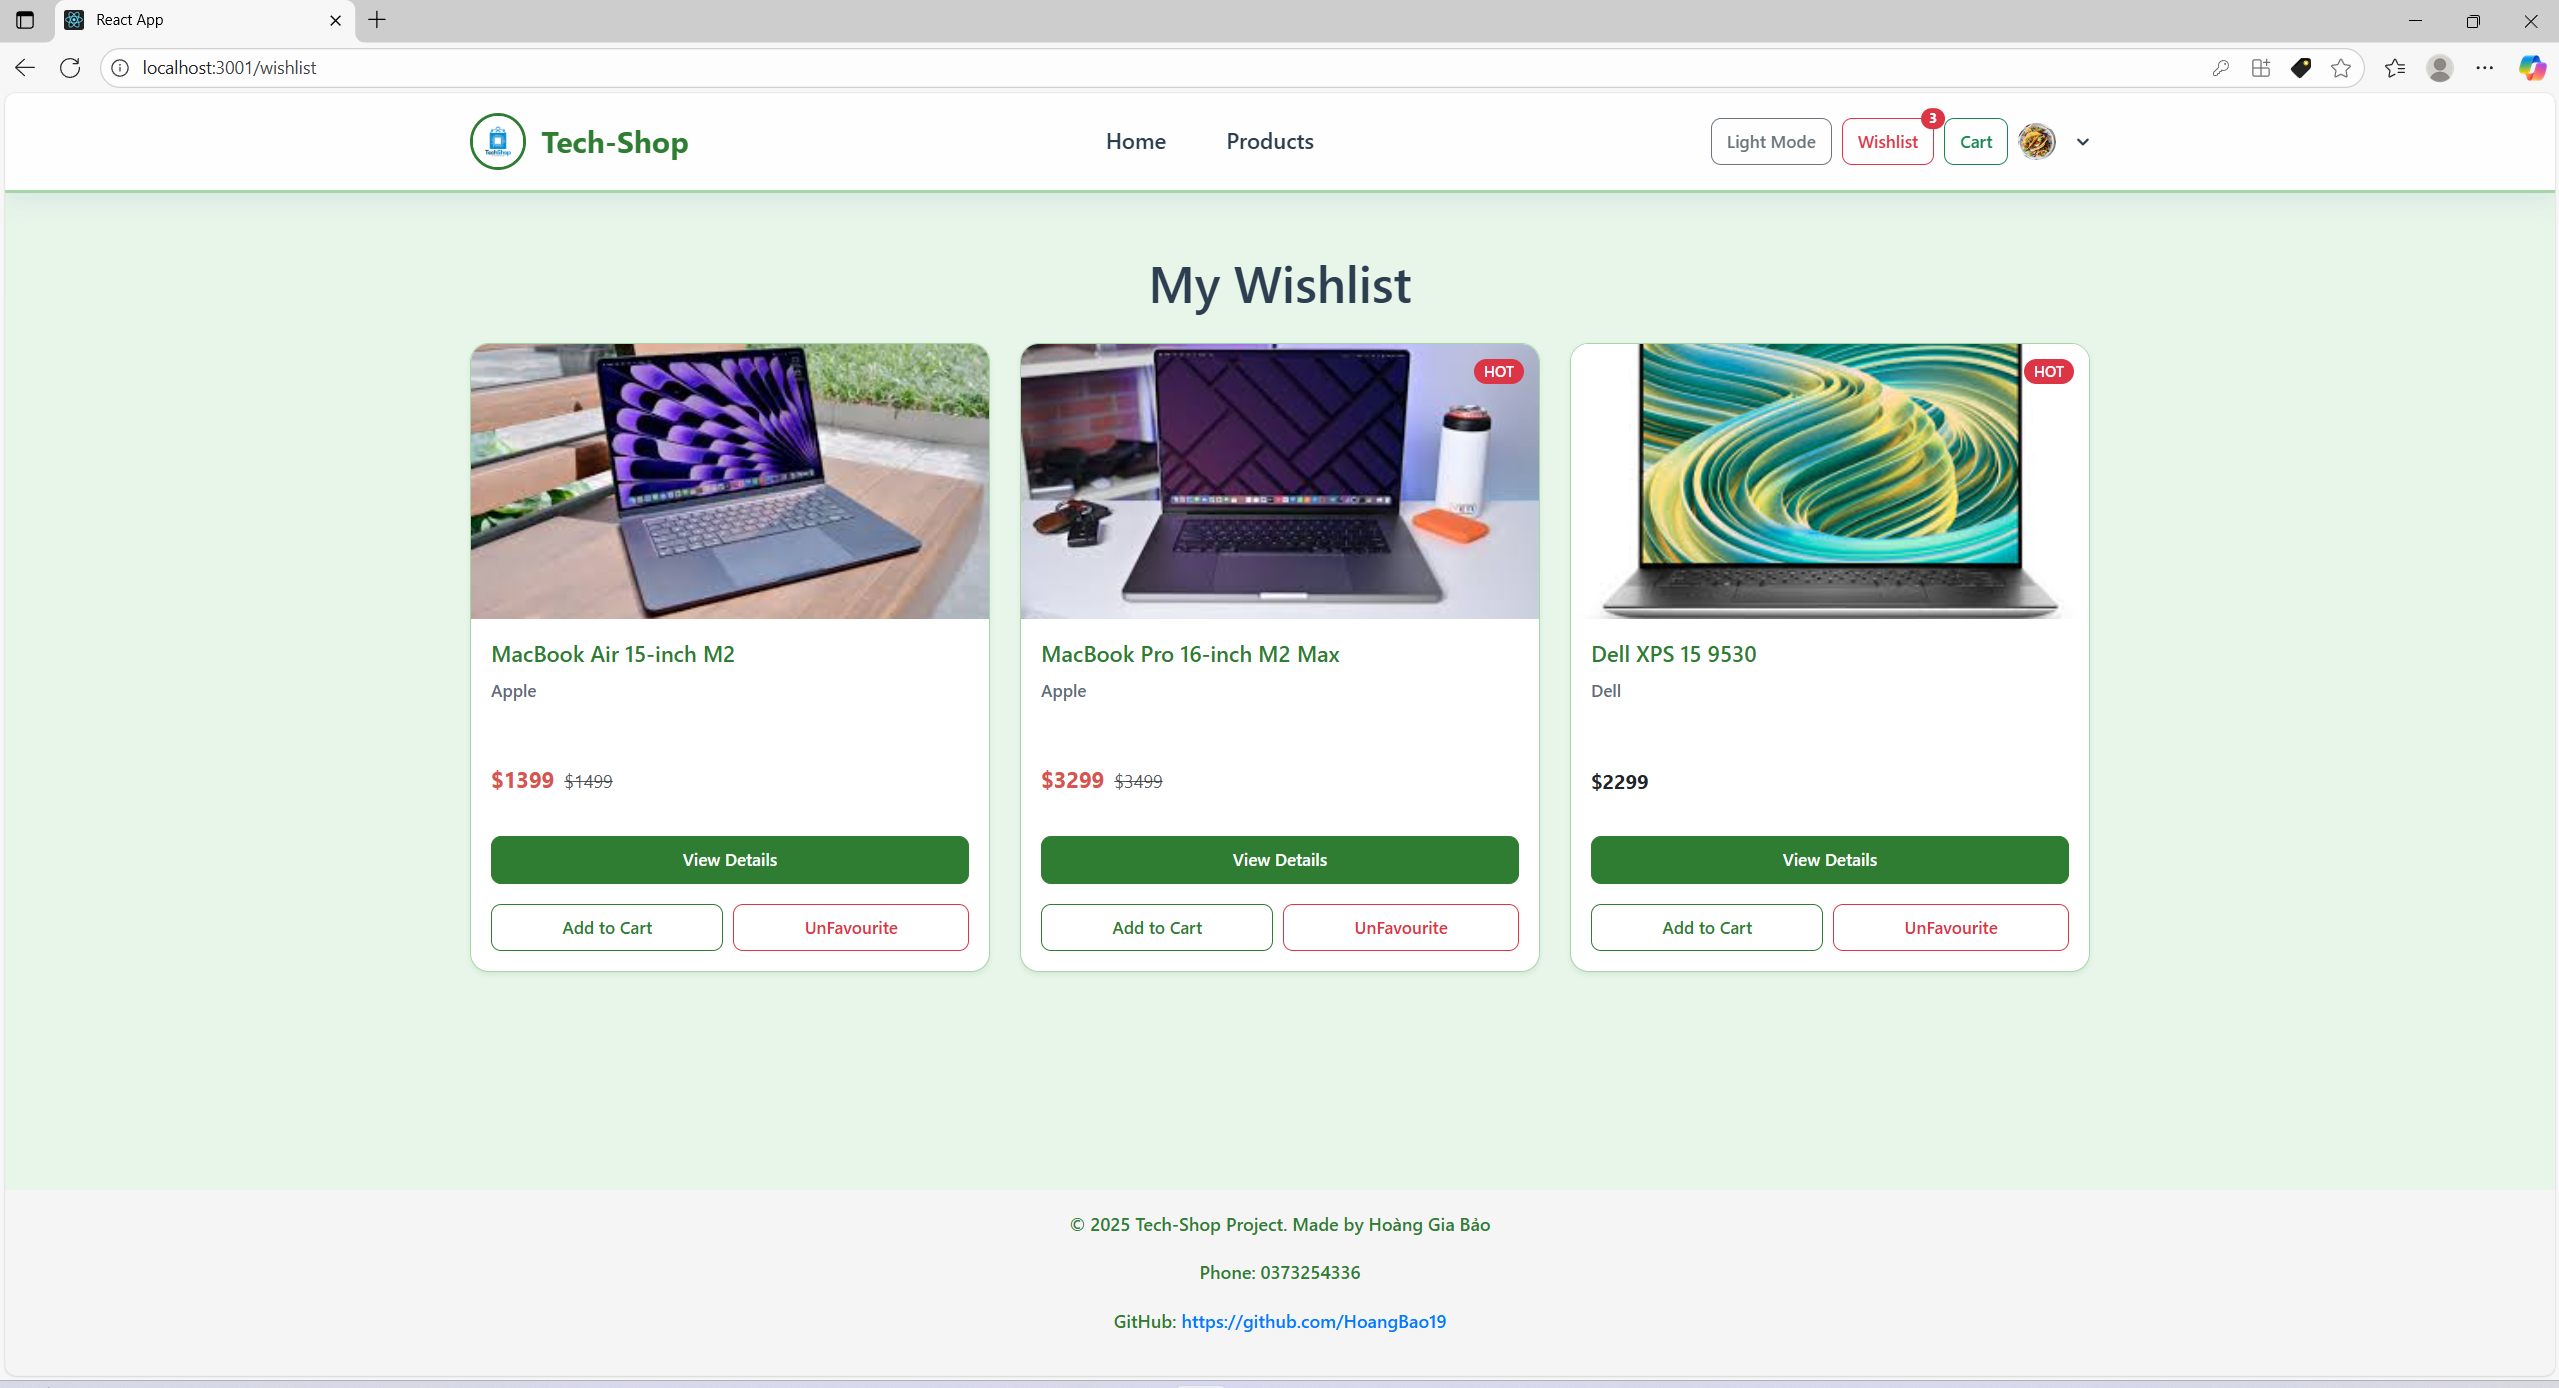 React App
localhost:3001/wishlist
TechShop
Tech-Shop
Home
Products
Light Mode
Wishlist
3
Cart
My Wishlist
HOT
HOT
MacBook Air 15-inch M2
Apple
$1399 $1499
View Details
Add to Cart
UnFavourite
MacBook Pro 16-inch M2 Max
Apple
$3299 $3499
View Details
Add to Cart
UnFavourite
Dell XPS 15 9530
Dell
$2299
View Details
Add to Cart
UnFavourite
© 2025 Tech-Shop Project. Made by Hoàng Gia Bảo
Phone: 0373254336
GitHub: https://github.com/HoangBao19